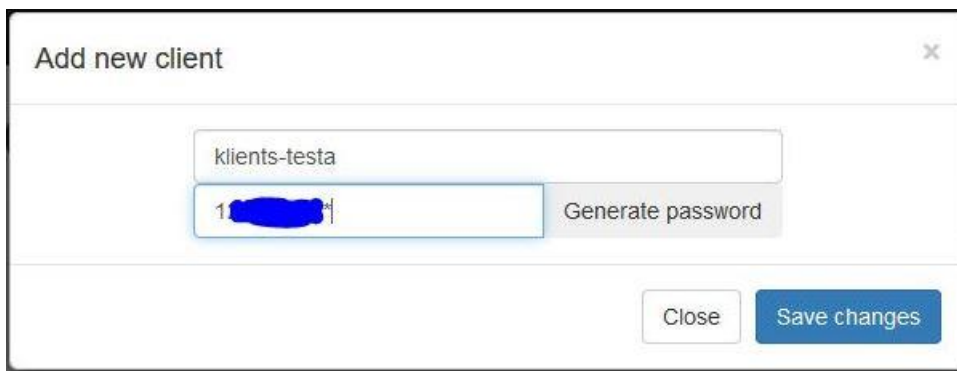 Add new client
×
klients-testa
Generate password
Close Save changes